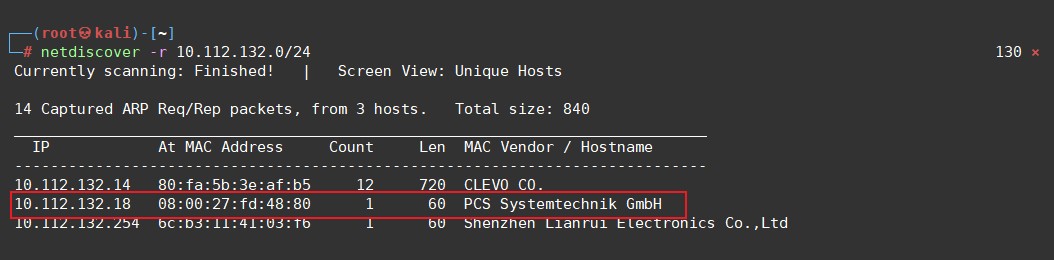 ┌──(root㉿kali)-[~]
└─# netdiscover -r 10.112.132.0/24 130 ⨯
Currently scanning: Finished! | Screen View: Unique Hosts
14 Captured ARP Req/Rep packets, from 3 hosts. Total size: 840
IP At MAC Address Count Len MAC Vendor / Hostname
10.112.132.14 80:fa:5b:3e:af:b5 12 720 CLEVO CO.
10.112.132.18 08:00:27:fd:48:80 1 60 PCS Systemtechnik GmbH
10.112.132.254 6c:b3:11:41:03:f6 1 60 Shenzhen Lianrui Electronics Co.,Ltd